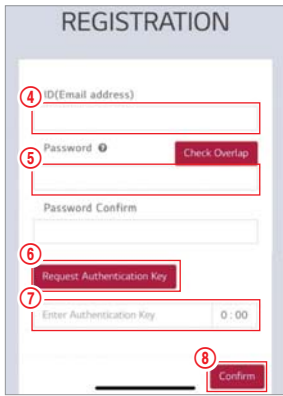 REGISTRATION
④ ID(Email address)
Password ?
Check Overlap
⑤
Password Confirm
⑥
Request Authentication Key
⑦
Enter Authentication Key 0 : 00
⑧
Confirm